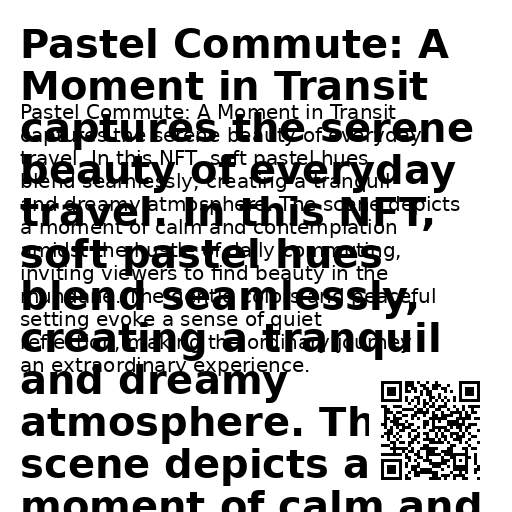 Pastel Commute: A
Moment in Transit
captures the serene
beauty of everyday
travel. In this NFT,
soft pastel hues
blend seamlessly,
creating a tranquil
and dreamy
atmosphere. Th
scene depicts a
moment of calm and
Pastel Commute: A Moment in Transit
captures the serene beauty of everyday
travel. In this NFT, soft pastel hues
blend seamlessly, creating a tranquil
and dreamy atmosphere. The scene depicts
a moment of calm and contemplation
amidst the hustle of daily commuting,
inviting viewers to find beauty in the
mundane. The gentle colors and peaceful
setting evoke a sense of quiet
reflection, making the ordinary journey
an extraordinary experience.